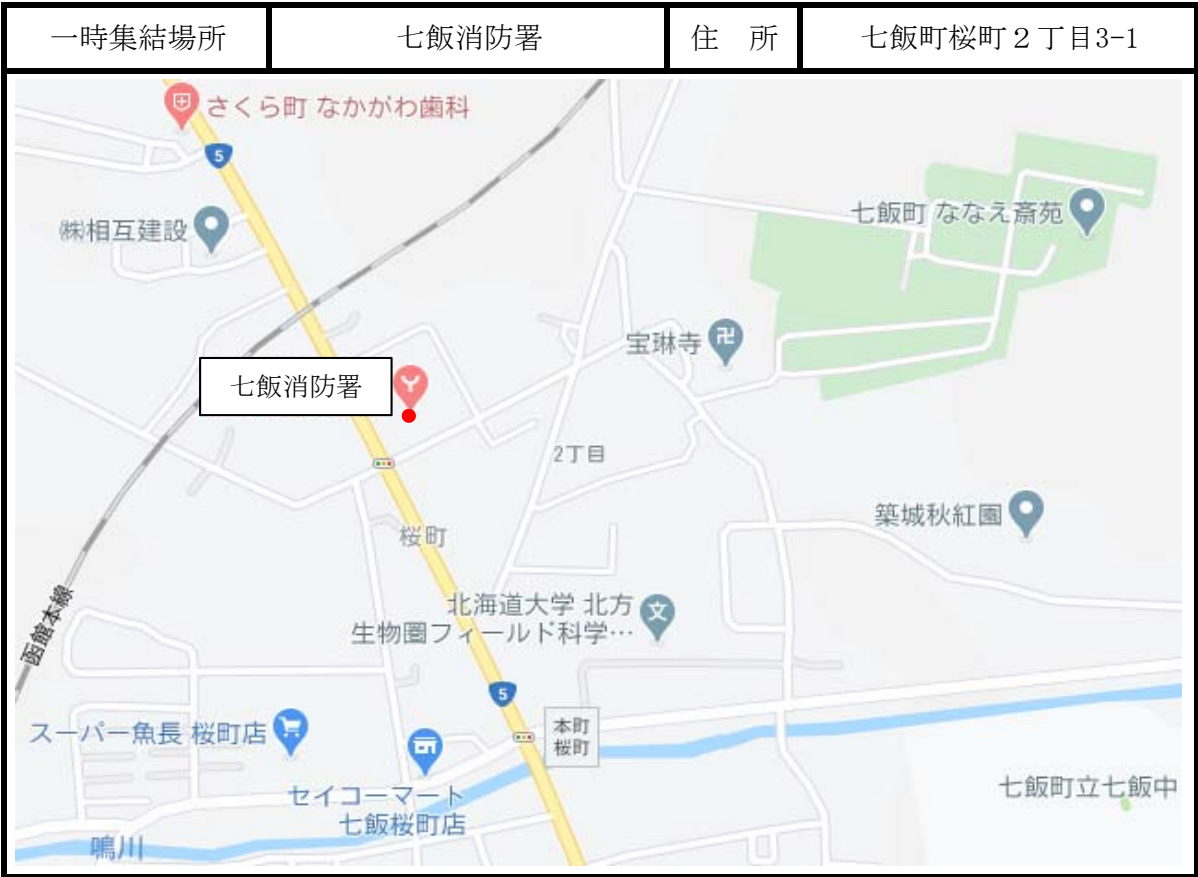 一時集結場所
七飯消防署
住 所
七飯町桜町２丁目3-1
さくら町 なかがわ歯科
5
㈱相互建設
七飯町 ななえ斎苑
宝琳寺
卍
七飯消防署
2丁目
築城秋紅園
桜町
北海道大学 北方
生物圏フィールド科学…
文
函館本線
5
スーパー魚長 桜町店
本町
桜町
セイコーマート
七飯桜町店
七飯町立七飯中
鳴川